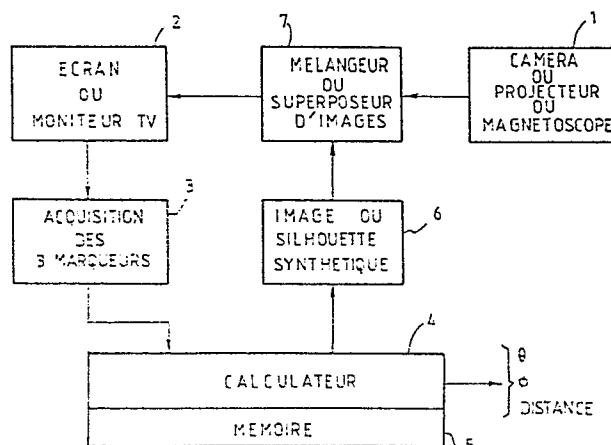 2
7
1
ECRAN
OU
MONITEUR TV
MELANGEUR
OU
SUPERPOSEUR
D'IMAGES
CAMERA
OU
PROJECTEUR
OU
MAGNETOSCOPE
3
6
ACQUISITION
DES
3 MARQUEURS
IMAGE OU
SILHOUETTE
SYNTHETIQUE
4
CALCULATEUR
θ
DISTANCE
MEMOIRE
5